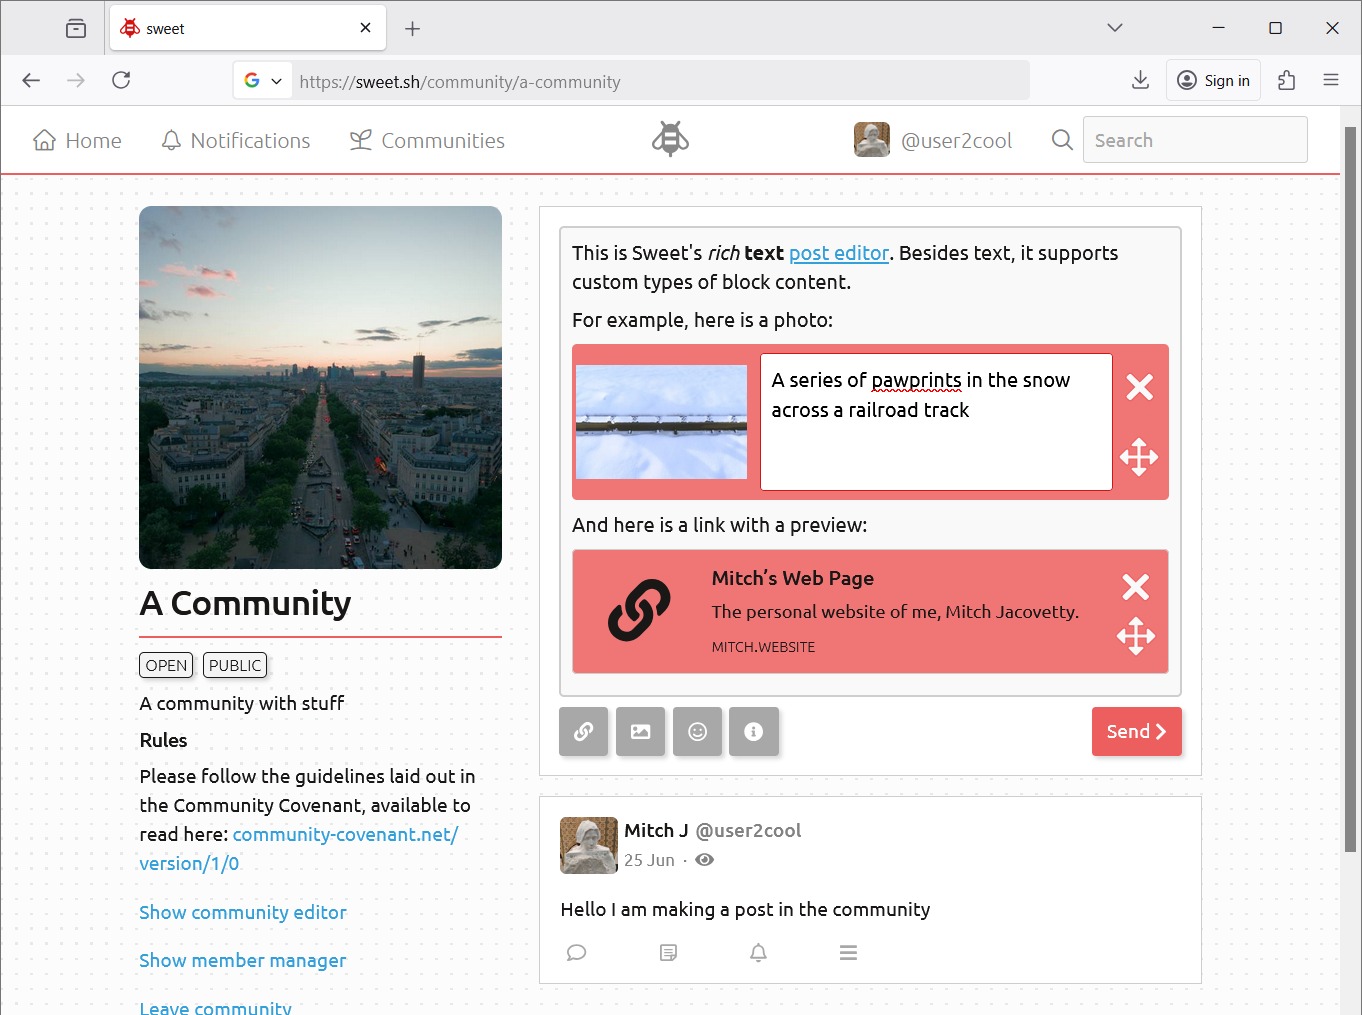 sweet
https://sweet.sh/community/a-community
Sign in
Home
Notifications
Communities
@user2cool
Search
A Community
OPEN
PUBLIC
A community with stuff
Rules
Please follow the guidelines laid out in
the Community Covenant, available to
read here: community-covenant.net/
version/1/0
Show community editor
Show member manager
Leave community
This is Sweet's rich text post editor. Besides text, it supports
custom types of block content.
For example, here is a photo:
A series of pawprints in the snow
across a railroad track
And here is a link with a preview:
Mitch’s Web Page
The personal website of me, Mitch Jacovetty.
MITCH.WEBSITE
Send
Mitch J @user2cool
25 Jun ·
Hello I am making a post in the community